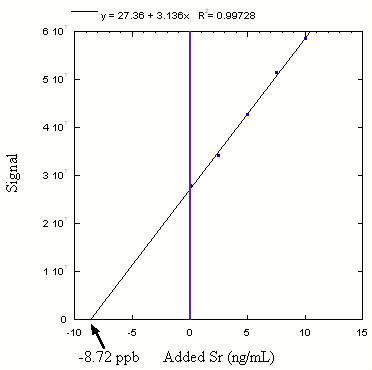 y = 27.36 + 3.136x R²= 0.99728
6 10¹
5 10¹
4 10¹
3 10¹
2 10¹
1 10¹
0
Signal
-10 -5 0 5 10 15
-8.72 ppb Added Sr (ng/mL)